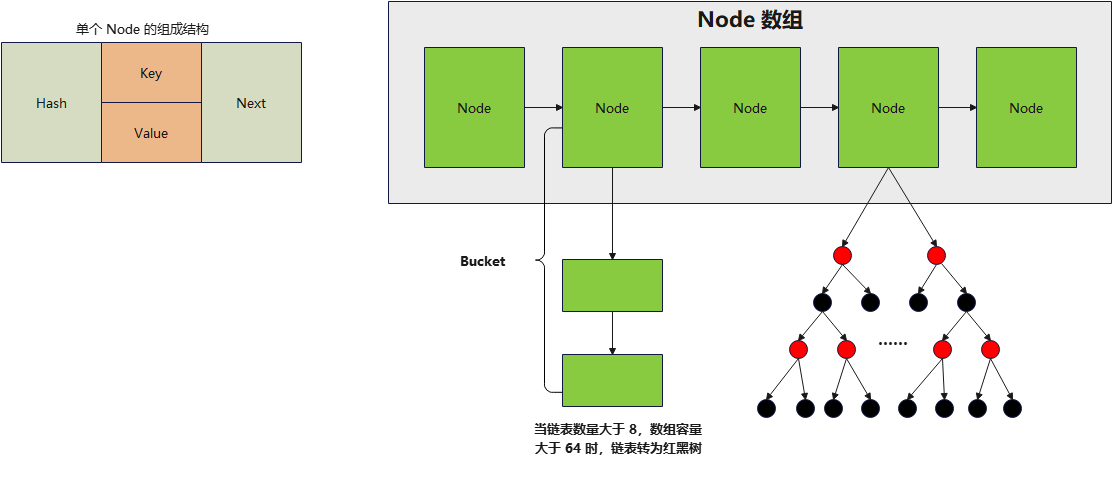 单个 Node 的组成结构
Hash
Key
Value
Next
Node 数组
Node
Node
Node
Node
Node
Bucket
......
当链表数量大于 8，数组容量
大于 64 时，链表转为红黑树